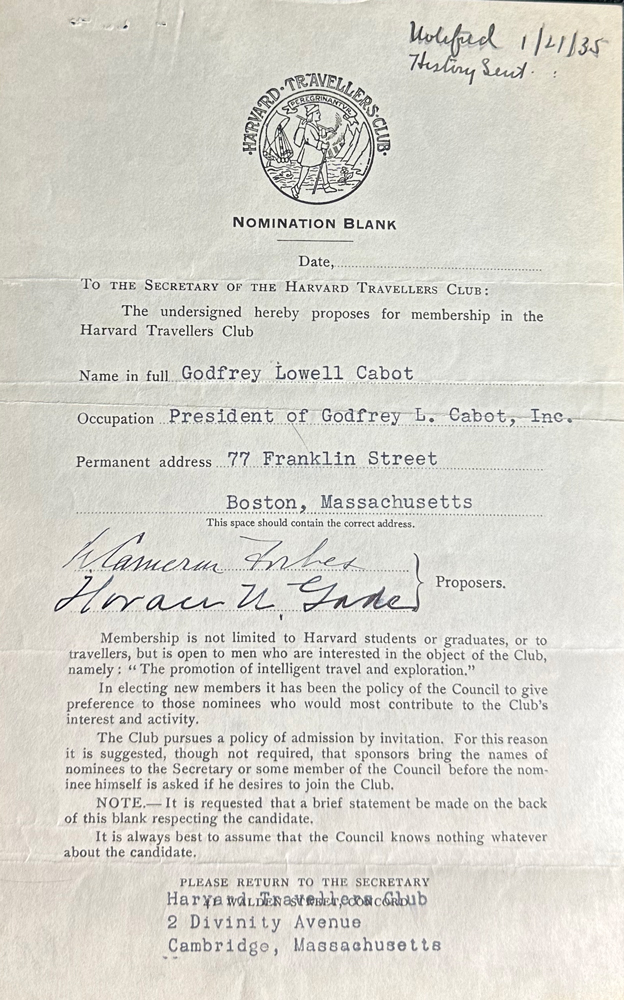 Notified 1/21/35
History Sent.
·HARVARD·TRAVELLERS·CLUB·
PEREGRINANTUR
NOMINATION BLANK
Date,
TO THE SECRETARY OF THE HARVARD TRAVELLERS CLUB:
The undersigned hereby proposes for membership in the
Harvard Travellers Club
Name in full Godfrey Lowell Cabot
Occupation President of Godfrey L. Cabot, Inc.
Permanent address 77 Franklin Street
Boston, Massachusetts
This space should contain the correct address.
W. Cameron Forbes
Horace U. Gade
} Proposers.
Membership is not limited to Harvard students or graduates, or to
travellers, but is open to men who are interested in the object of the Club,
namely: "The promotion of intelligent travel and exploration."
In electing new members it has been the policy of the Council to give
preference to those nominees who would most contribute to the Club's
interest and activity.
The Club pursues a policy of admission by invitation. For this reason
it is suggested, though not required, that sponsors bring the names of
nominees to the Secretary or some member of the Council before the nom-
inee himself is asked if he desires to join the Club.
NOTE.—It is requested that a brief statement be made on the back
of this blank respecting the candidate.
It is always best to assume that the Council knows nothing whatever
about the candidate.
PLEASE RETURN TO THE SECRETARY
WALDEN STREET, CONCORD
Harvard Travellers Club
2 Divinity Avenue
Cambridge, Massachusetts